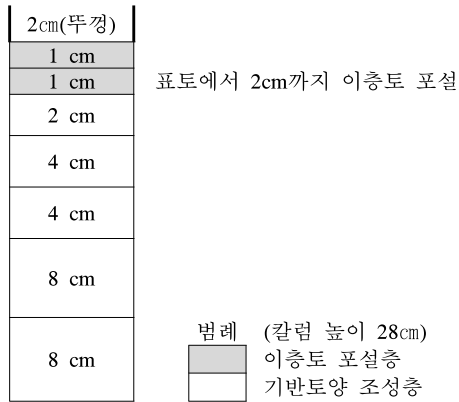 2cm(뚜껑)
1 cm
1 cm
표토에서 2cm까지 이층토 포설
2 cm
4 cm
4 cm
8 cm
8 cm
범례 (칼럼 높이 28㎝)
이층토 포설층
기반토양 조성층